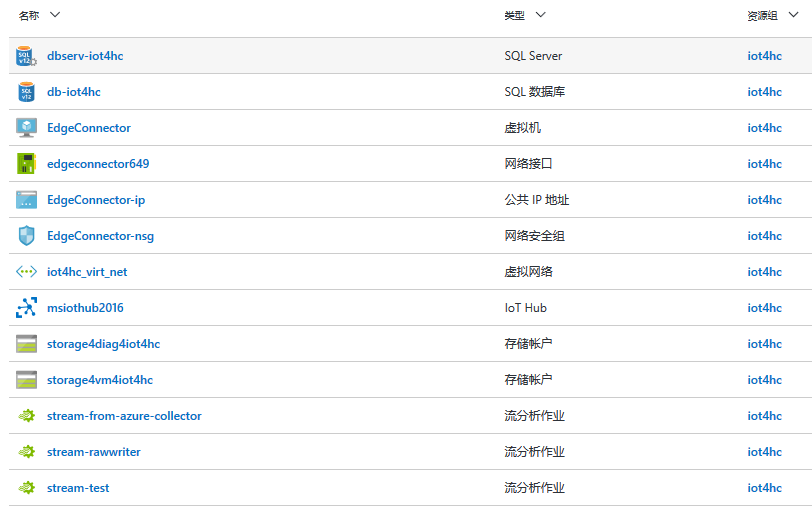 名称 类型 资源组
dbserv-iot4hc SQL Server iot4hc
db-iot4hc SQL 数据库 iot4hc
EdgeConnector 虚拟机 iot4hc
edgeconnector649 网络接口 iot4hc
EdgeConnector-ip 公共 IP 地址 iot4hc
EdgeConnector-nsg 网络安全组 iot4hc
iot4hc_virt_net 虚拟网络 iot4hc
msiothub2016 IoT Hub iot4hc
storage4diag4iot4hc 存储帐户 iot4hc
storage4vm4iot4hc 存储帐户 iot4hc
stream-from-azure-collector 流分析作业 iot4hc
stream-rawwriter 流分析作业 iot4hc
stream-test 流分析作业 iot4hc